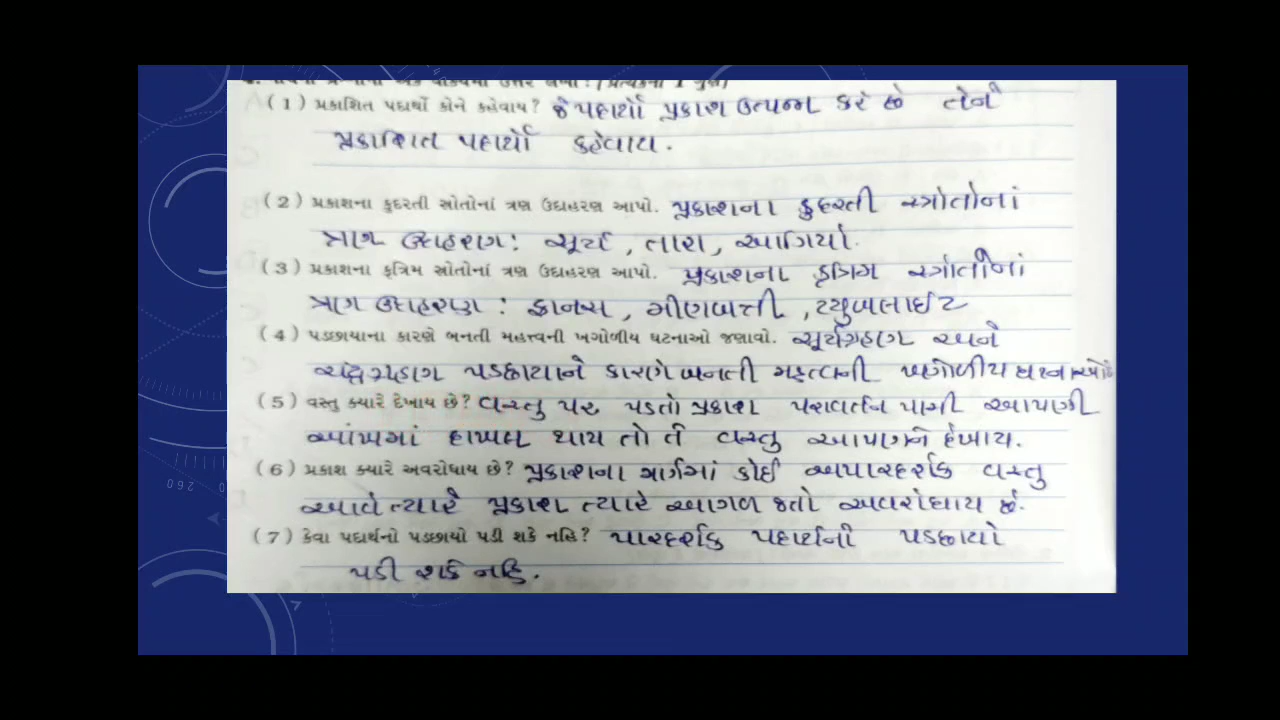 (1) પ્રકાશિત પદાર્થો કોને કહેવાય? જે પદાર્થો પ્રકાશ ઉત્પન્ન કરે છે તેને
પ્રકાશિત પદાર્થો કહેવાય.
(2) પ્રકાશના કુદરતી સ્રોતોનાં ત્રણ ઉદાહરણ આપો. પ્રકાશના કુદરતી સ્ત્રોતોનાં
ત્રણ ઉદાહરણ: સૂર્ય, તારા, આગિયો.
(3) પ્રકાશના કૃત્રિમ સ્રોતોનાં ત્રણ ઉદાહરણ આપો. પ્રકાશના કૃત્રિમ સ્ત્રોતોનાં
ત્રણ ઉદાહરણ : ફાનસ, મીણબત્તી, ટ્યુબલાઈટ
(4) પડછાયાના કારણે બનતી મહત્ત્વની ખગોળીય ઘટનાઓ જણાવો. સૂર્યગ્રહણ અને
ચંદ્રગ્રહણ પડછાયાને કારણે બનતી મહત્વની ખગોળીય ઘટનાઓ
(5) વસ્તુ ક્યારે દેખાય છે? વસ્તુ પર પડતો પ્રકાશ પરાવર્તન પામી આપણી
આંખમાં દાખલ થાય તો તે વસ્તુ આપણને દેખાય.
(6) પ્રકાશ ક્યારે અવરોધાય છે? પ્રકાશના માર્ગમાં કોઈ અપારદર્શક વસ્તુ
આવે ત્યારે પ્રકાશ ત્યારે આગળ જતો અવરોધાય છે.
(7) કેવા પદાર્થનો પડછાયો પડી શકે નહિ? પારદર્શક પદાર્થની પડછાયો
પડી શકે નહિ.